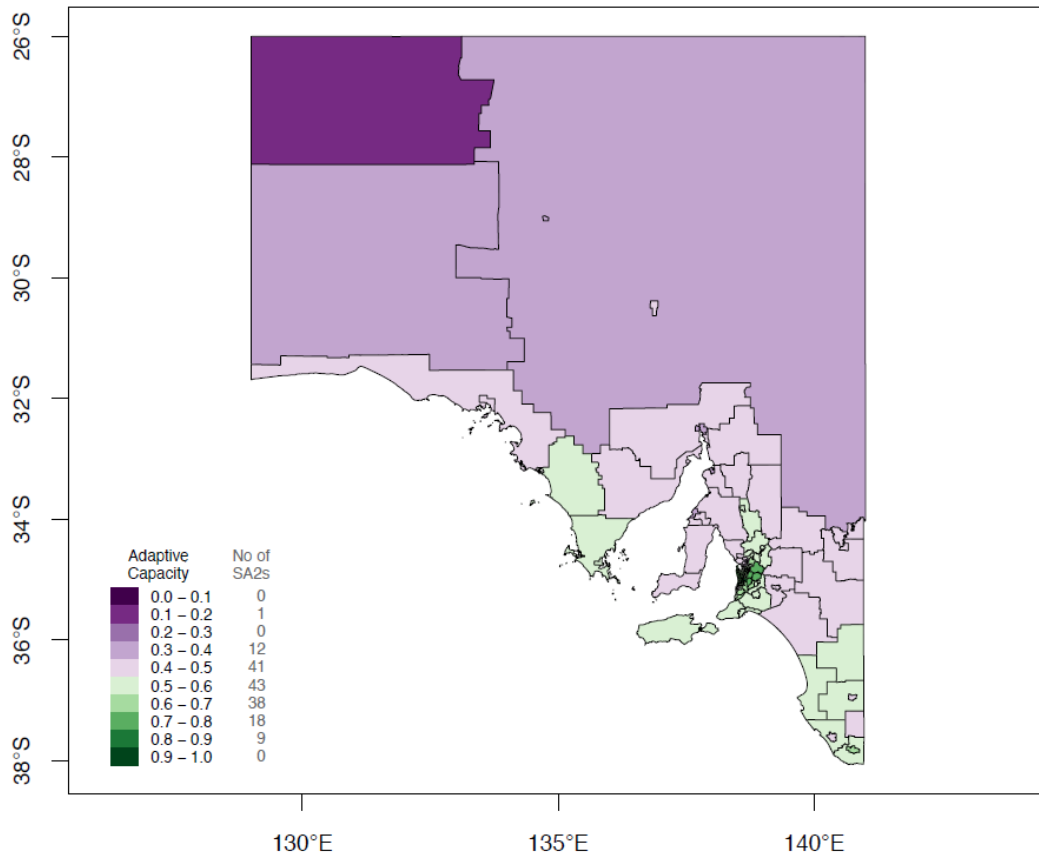 26°S
28°S
30°S
32°S
34°S
36°S
38°S
Adaptive Capacity No of SA2s
0.0 – 0.1 0
0.1 – 0.2 1
0.2 – 0.3 0
0.3 – 0.4 12
0.4 – 0.5 41
0.5 – 0.6 43
0.6 – 0.7 38
0.7 – 0.8 18
0.8 – 0.9 9
0.9 – 1.0 0
130°E 135°E 140°E